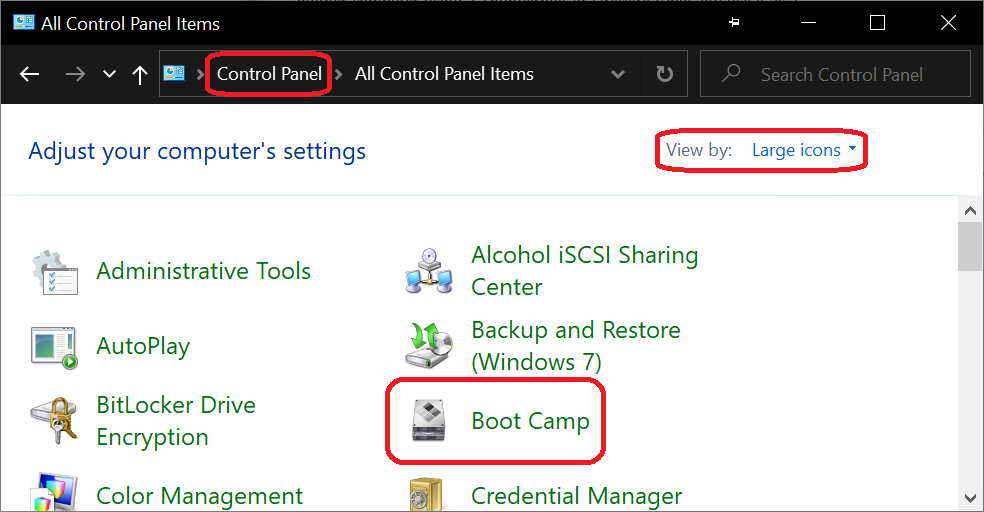 All Control Panel Items
Control Panel > All Control Panel Items
Search Control Panel
Adjust your computer's settings
View by: Large icons
Administrative Tools
Alcohol iSCSI Sharing
Center
AutoPlay
Backup and Restore
(Windows 7)
BitLocker Drive
Encryption
Boot Camp
Color Management
Credential Manager